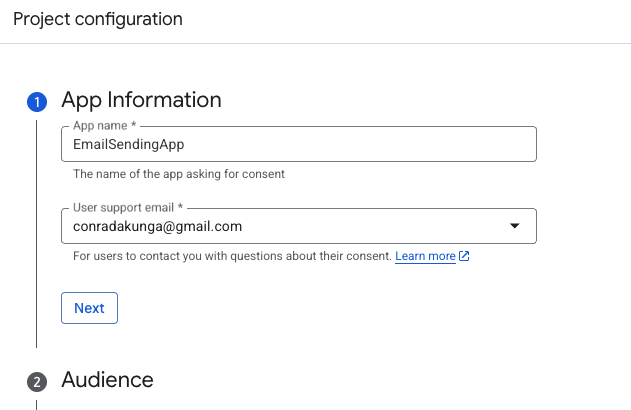 Project configuration
1 App Information
App name *
EmailSendingApp
The name of the app asking for consent
User support email *
conradakunga@gmail.com
For users to contact you with questions about their consent. Learn more
Next
2 Audience